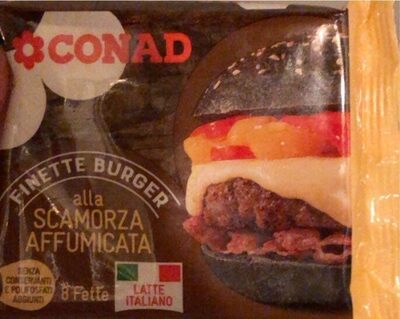 CONAD
FINETTE BURGER
alla
SCAMORZA
AFFUMICATA
SENZA
CONSERVANTI
E POLIFOSFATI
AGGIUNTI
8 Fette
LATTE
ITALIANO